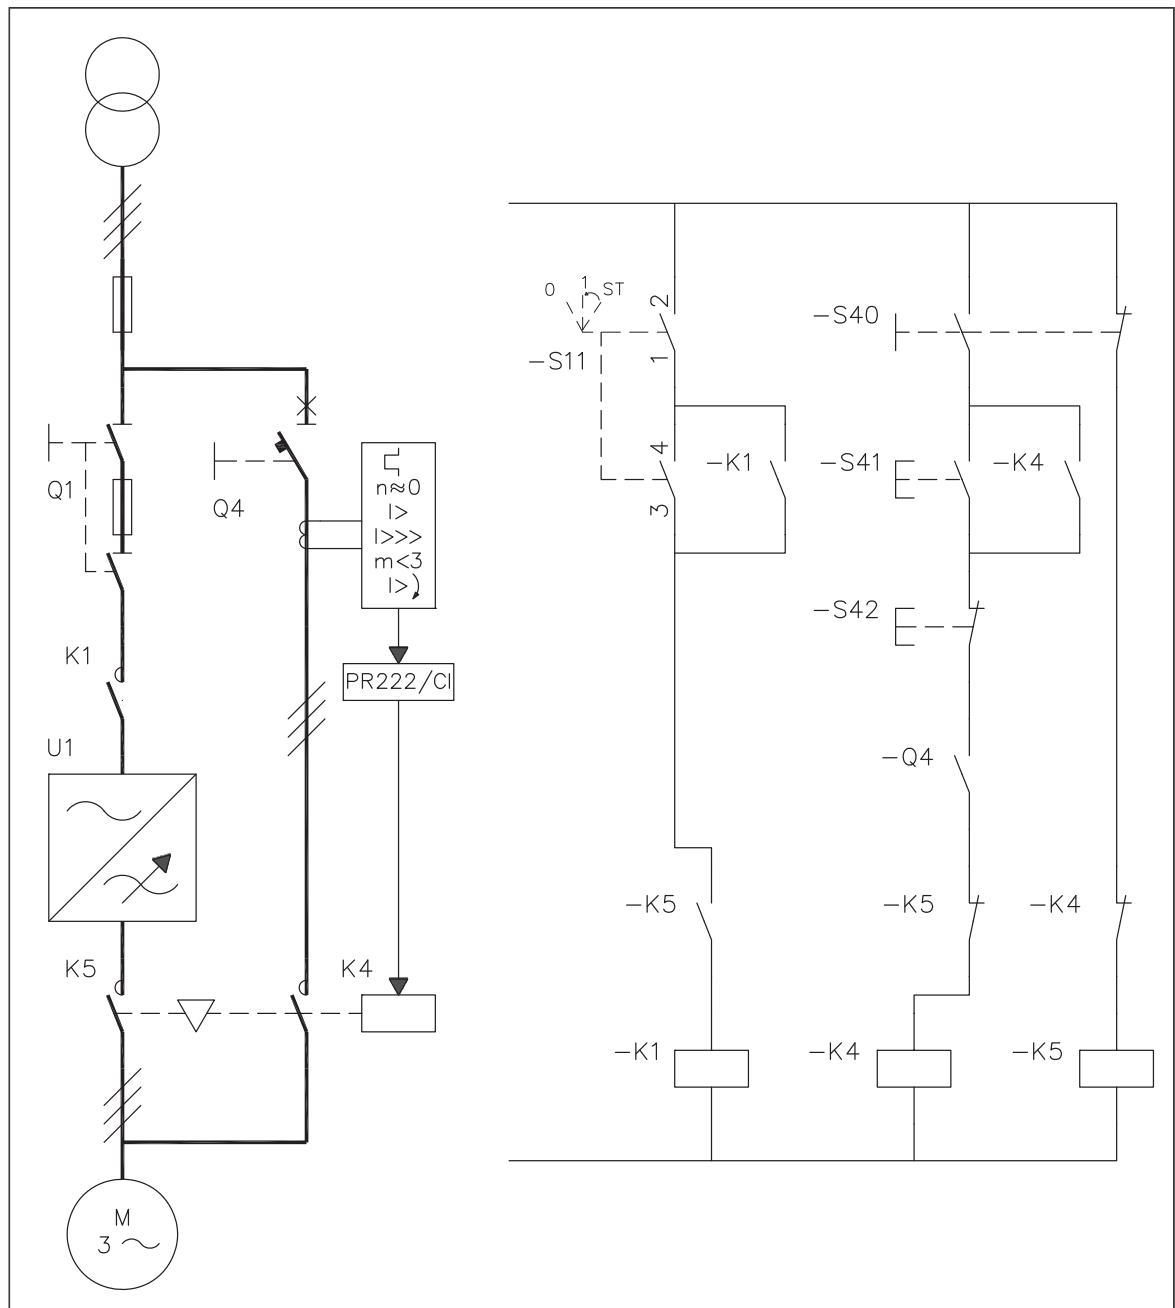 Q1
Q4
n≈0
I>
I>>>
m<3
I>
K1
PR222/CI
U1
K5
K4
M
3 ~
0
1
ST
2
-S11
1
4
3
-K1
-K5
-K1
-S40
-S41
-K4
-S42
-Q4
-K5
-K4
-K4
-K5